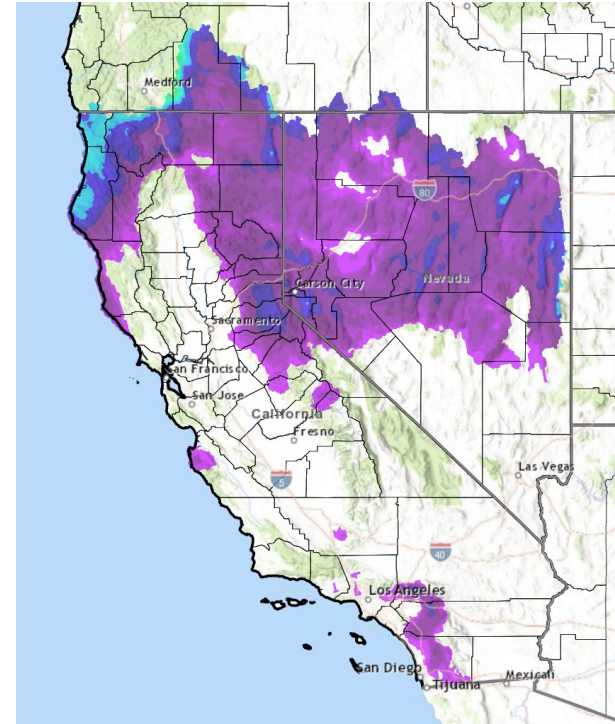 Medford
80
Carson City
Nevada
Sacramento
San Francisco
San Jose
California
Fresno
5
Las Vegas
40
Los Angeles
San Diego
Tijuana
Mexicali